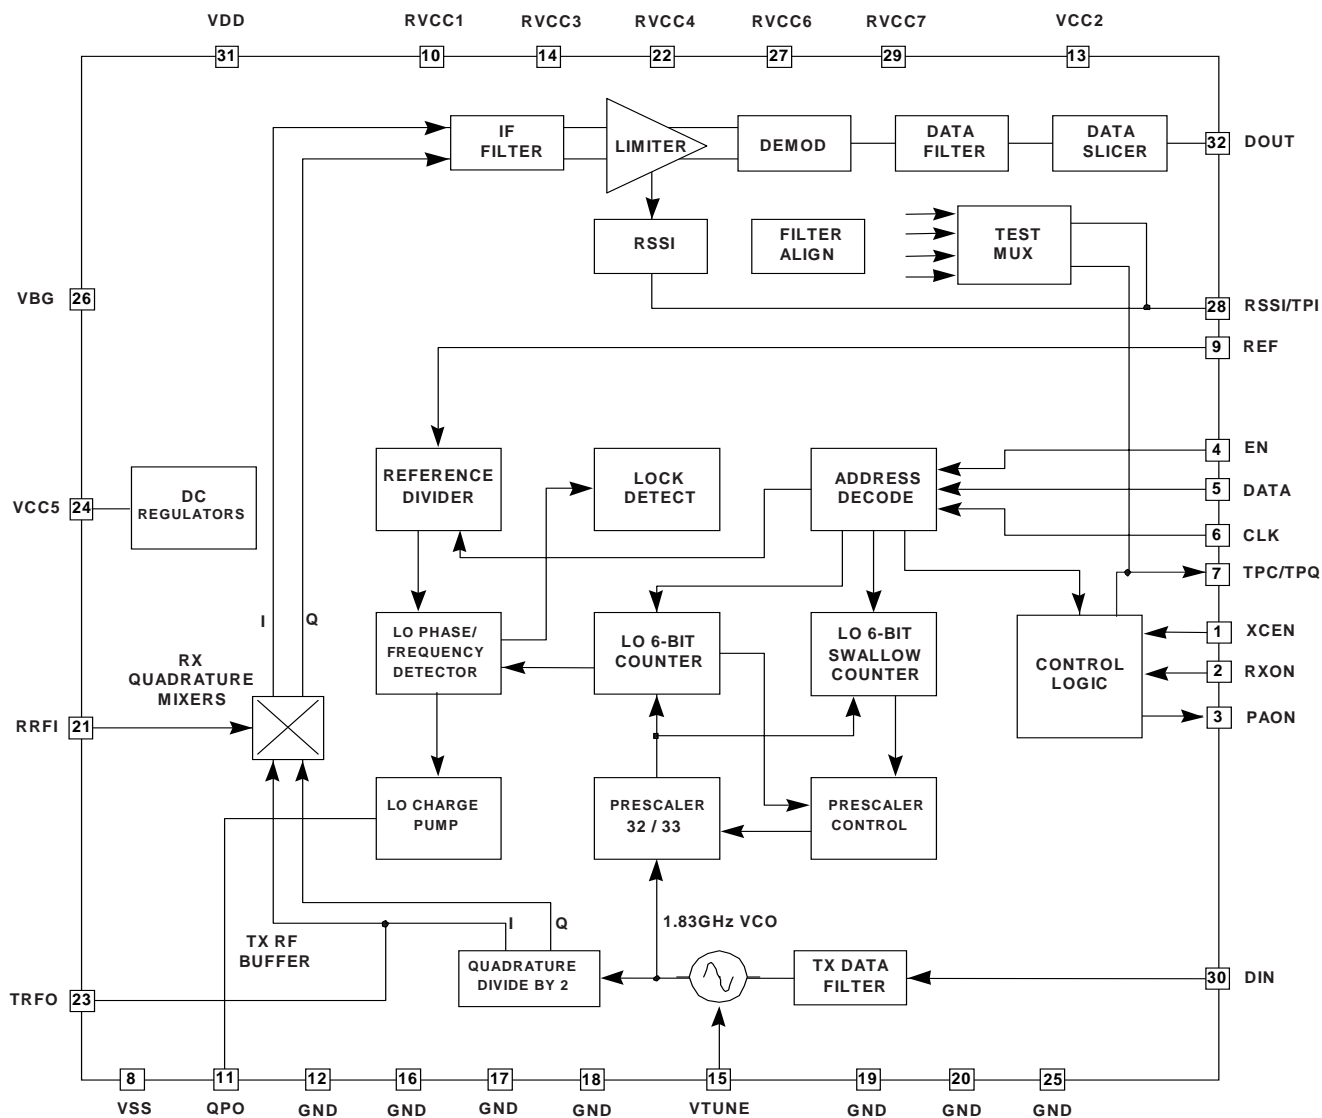 VDD
RVCC1
RVCC3
RVCC4
RVCC6
RVCC7
VCC2
31
10
14
22
27
29
13
IF
FILTER
LIMITER
DEMOD
DATA
FILTER
DATA
SLICER
32
DOUT
RSSI
FILTER
ALIGN
TEST
MUX
VBG
26
28
RSSI/TPI
9
REF
REFERENCE
DIVIDER
LOCK
DETECT
ADDRESS
DECODE
4
EN
5
DATA
6
CLK
7
TPC/TPQ
VCC5
24
DC
REGULATORS
I
Q
RX
QUADRATURE
MIXERS
LO PHASE/
FREQUENCY
DETECTOR
LO 6-BIT
COUNTER
LO 6-BIT
SWALLOW
COUNTER
CONTROL
LOGIC
1
XCEN
2
RXON
3
PAON
RRFI
21
LO CHARGE
PUMP
PRESCALER
32 / 33
PRESCALER
CONTROL
I
Q
1.83GHz VCO
TX RF
BUFFER
QUADRATURE
DIVIDE BY 2
TX DATA
FILTER
30
DIN
TRFO
23
8
11
12
16
17
18
15
19
20
25
VSS
QPO
GND
GND
GND
GND
VTUNE
GND
GND
GND